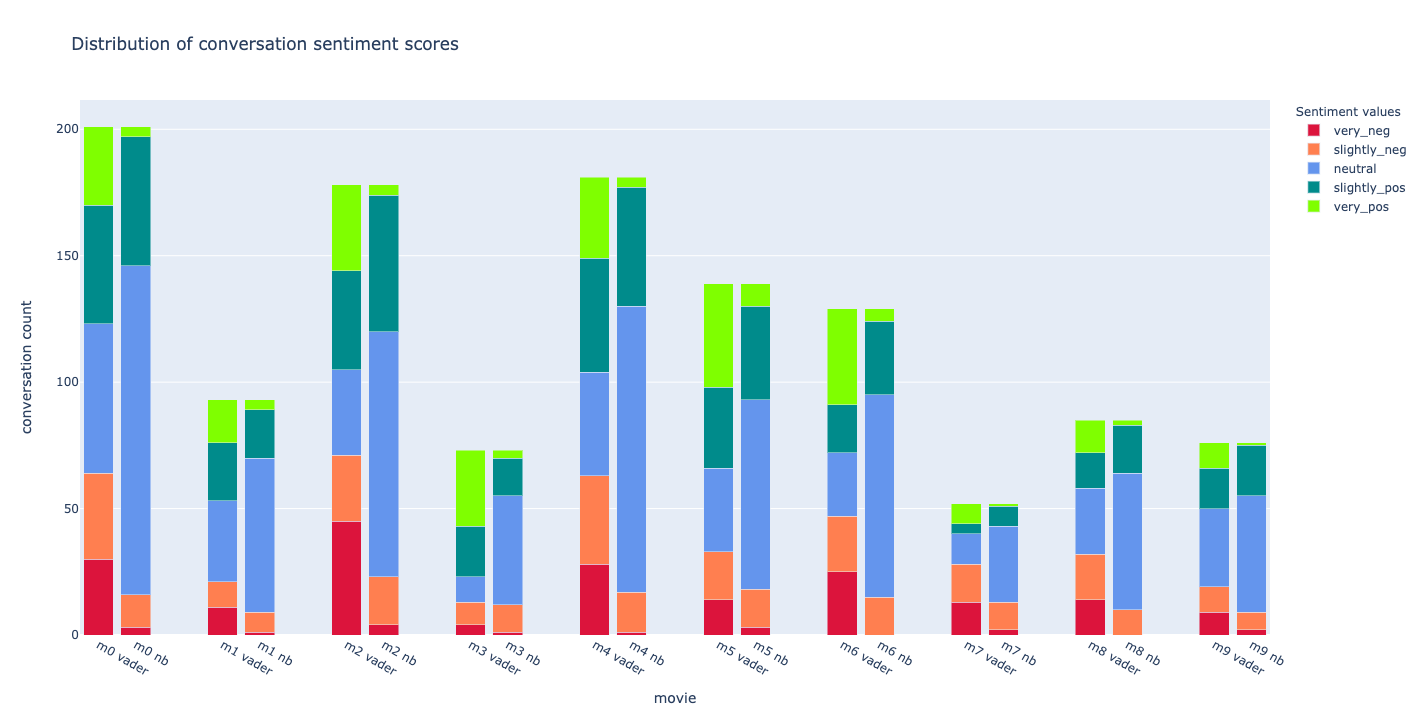 Distribution of conversation sentiment scores
Sentiment values
very_neg
slightly_neg
neutral
slightly_pos
very_pos
conversation count
200
150
100
50
0
m0 vader
m0 nb
m1 vader
m1 nb
m2 vader
m2 nb
m3 vader
m3 nb
m4 vader
m4 nb
m5 vader
m5 nb
m6 vader
m6 nb
m7 vader
m7 nb
m8 vader
m8 nb
m9 vader
m9 nb
movie